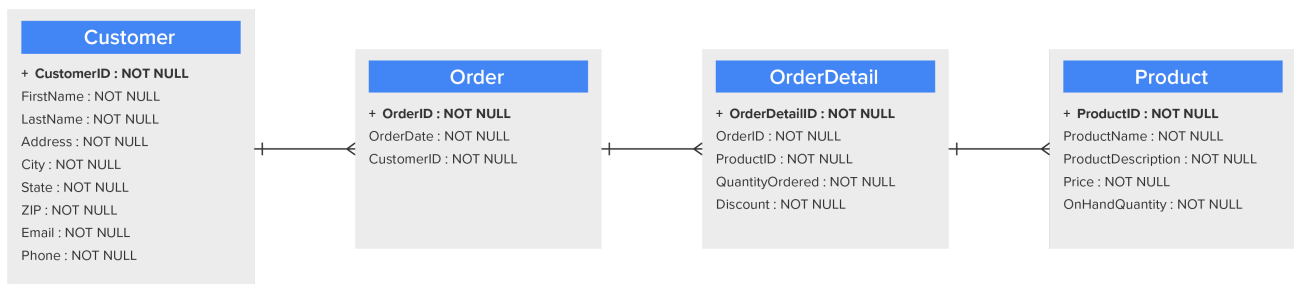 Customer
+ CustomerID : NOT NULL
FirstName : NOT NULL
LastName : NOT NULL
Address : NOT NULL
City : NOT NULL
State : NOT NULL
ZIP : NOT NULL
Email : NOT NULL
Phone : NOT NULL
Order
+ OrderID : NOT NULL
OrderDate : NOT NULL
CustomerID : NOT NULL
OrderDetail
+ OrderDetailID : NOT NULL
OrderID : NOT NULL
ProductID : NOT NULL
QuantityOrdered : NOT NULL
Discount : NOT NULL
Product
+ ProductID : NOT NULL
ProductName : NOT NULL
ProductDescription : NOT NULL
Price : NOT NULL
OnHandQuantity : NOT NULL